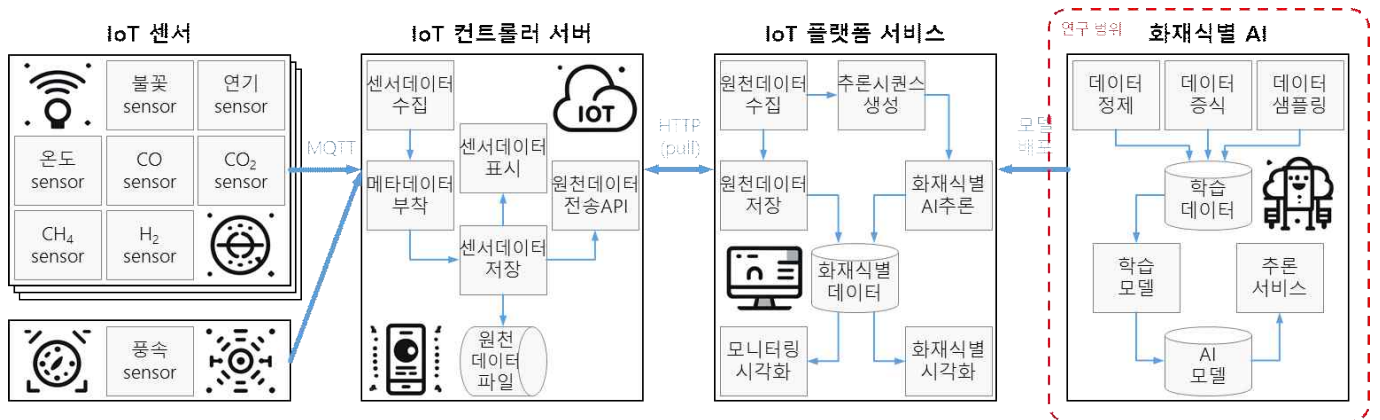 IoT 센서
불꽃
sensor
연기
sensor
온도
sensor
CO
sensor
CO₂
sensor
CH₄
sensor
H₂
sensor
풍속
sensor
MQTT
IoT 컨트롤러 서버
센서데이터
수집
IOT
메타데이터
부착
센서데이터
표시
원천데이터
전송API
센서데이터
저장
원천
데이터
파일
HTTP
(pull)
IoT 플랫폼 서비스
원천데이터
수집
추론시퀀스
생성
원천데이터
저장
화재식별
AI추론
화재식별
데이터
모니터링
시각화
화재식별
시각화
모델
배포
연구 범위
화재식별 AI
데이터
정제
데이터
증식
데이터
샘플링
학습
데이터
학습
모델
추론
서비스
AI
모델